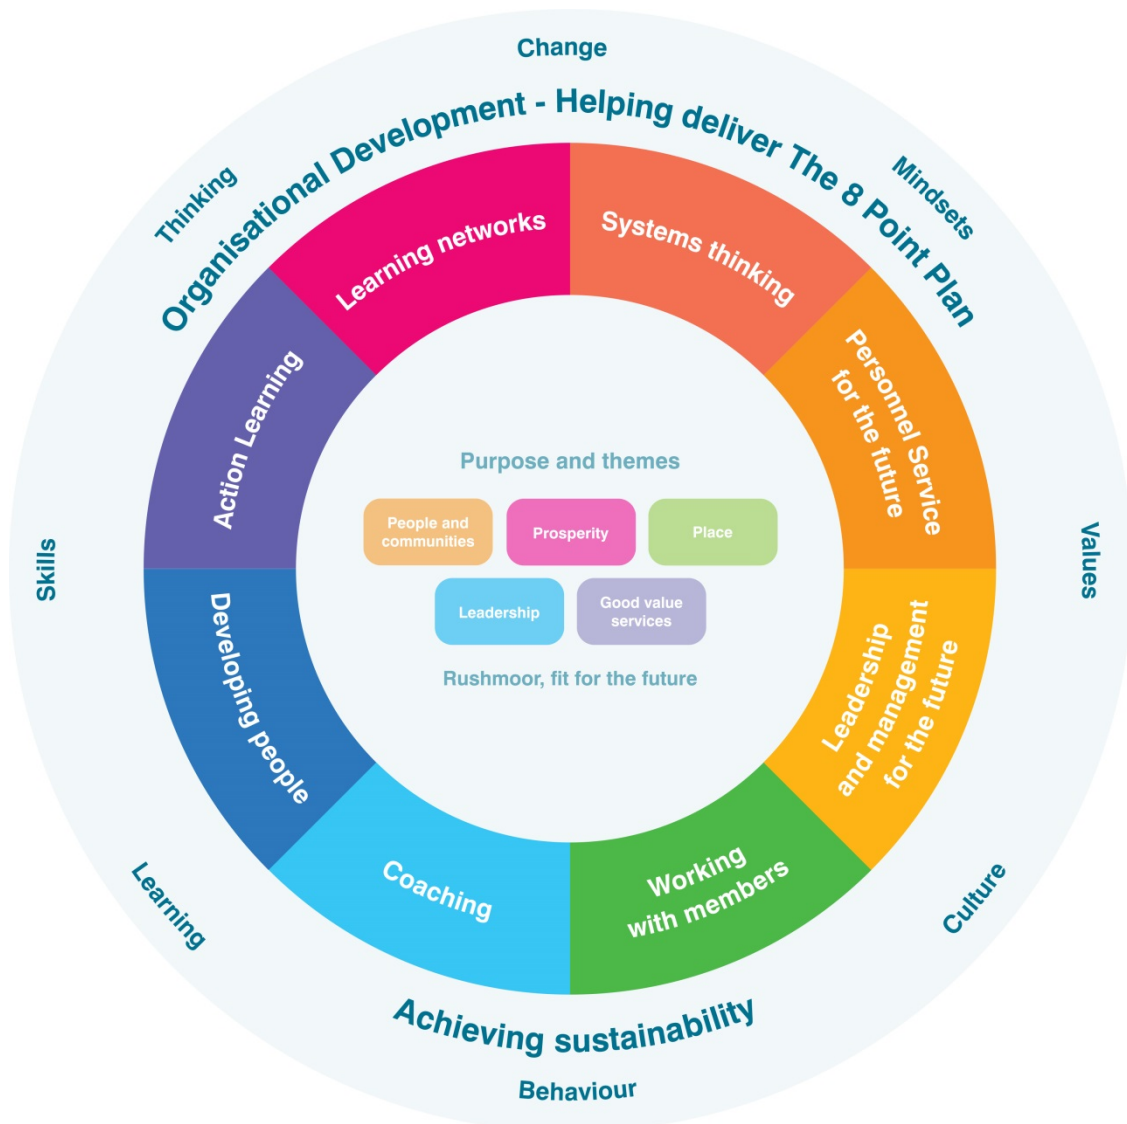 Change
Mindsets
Values
Culture
Behaviour
Learning
Skills
Thinking
Organisational Development - Helping deliver The 8 Point Plan
Systems thinking
Personnel Service
for the future
Leadership
and management
for the future
Working
with members
Coaching
Developing people
Action Learning
Learning networks
Purpose and themes
People and
communities
Prosperity
Place
Leadership
Good value
services
Rushmoor, fit for the future
Achieving sustainability